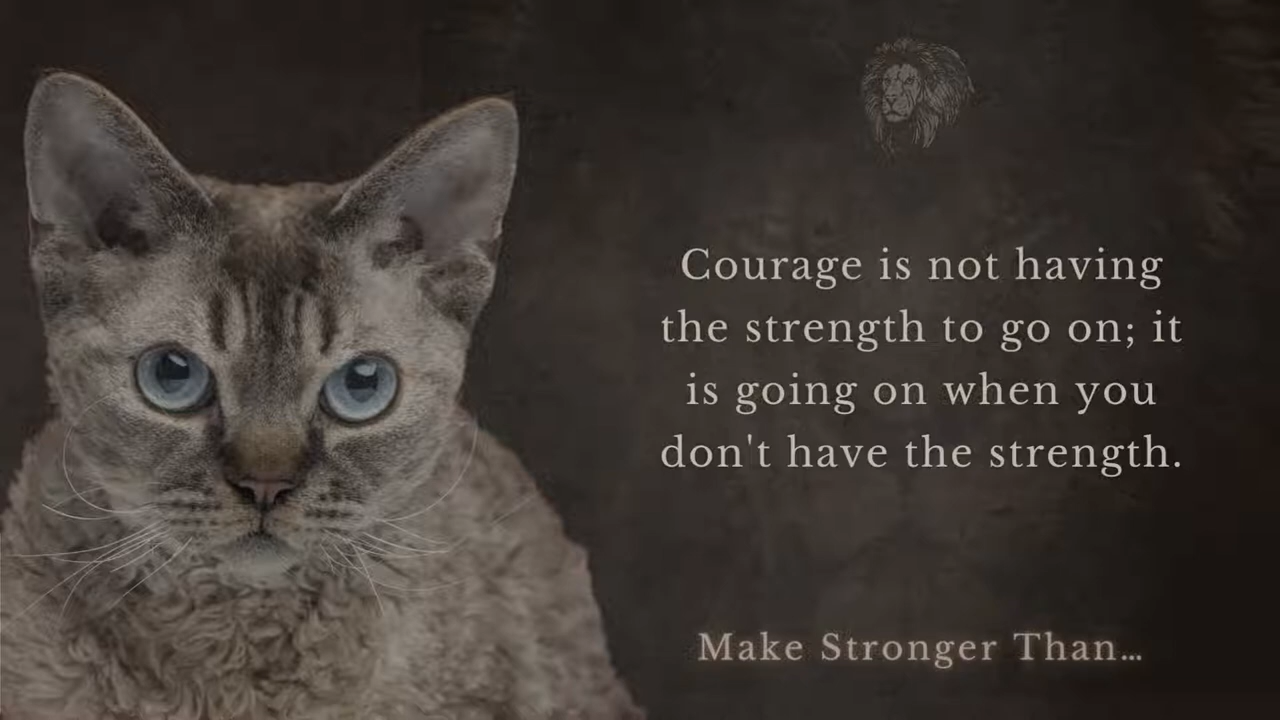 Courage is not having
the strength to go on; it
is going on when you
don't have the strength.
Make Stronger Than…